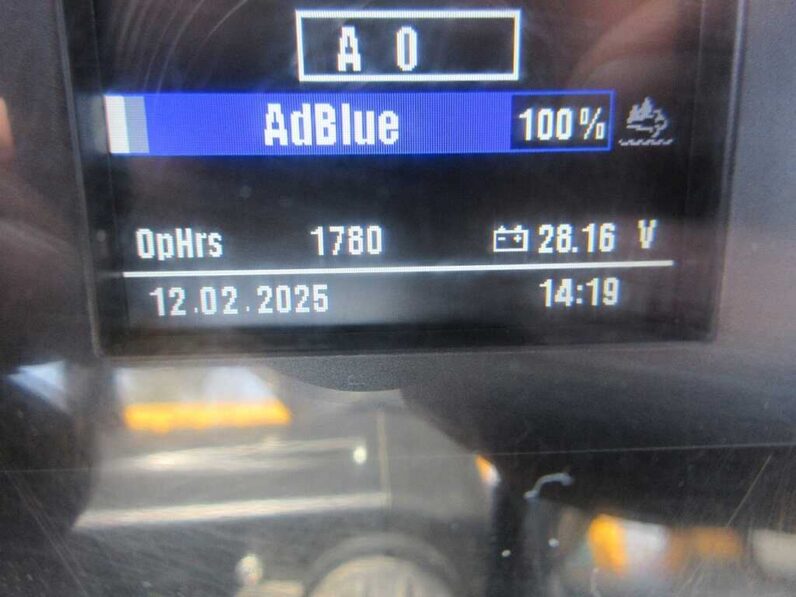 A 0
AdBlue 100%
OpHrs 1780 28.16 V
12.02.2025 14:19